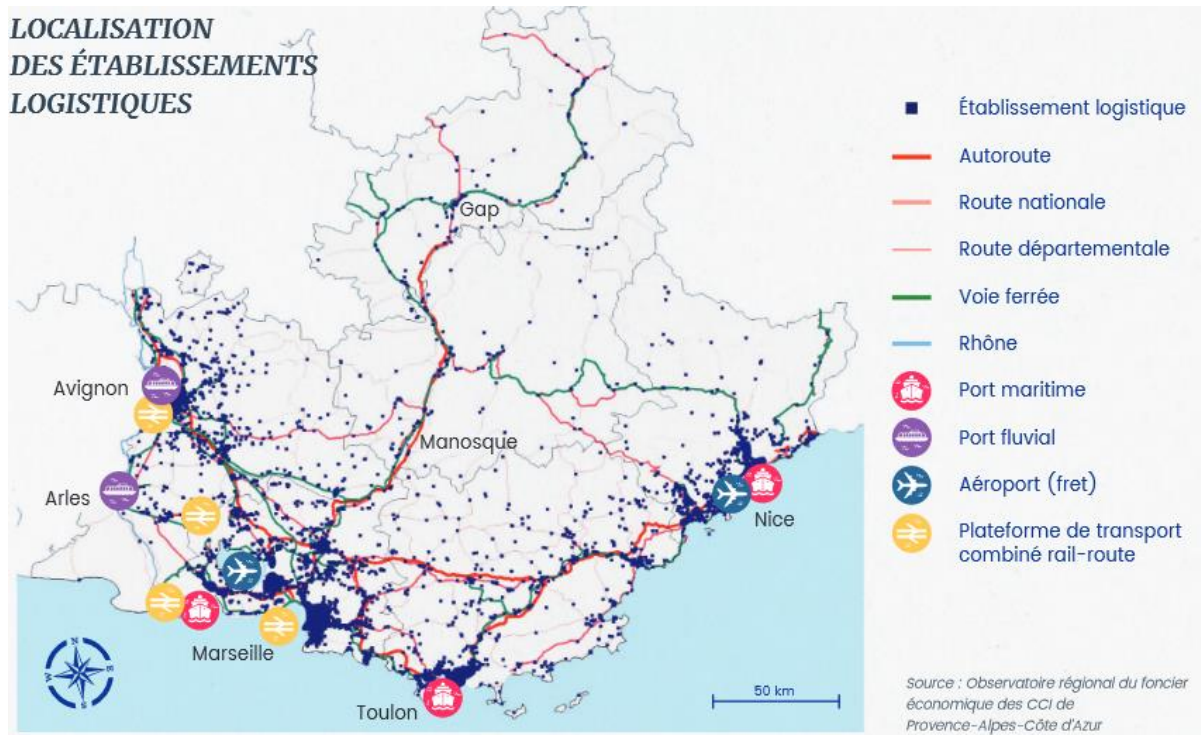 LOCALISATION
DES ÉTABLISSEMENTS
LOGISTIQUES
Gap
Avignon
Manosque
Arles
Nice
Marseille
Toulon
N
E
S
W
50 km
Établissement logistique
Autoroute
Route nationale
Route départementale
Voie ferrée
Rhône
Port maritime
Port fluvial
Aéroport (fret)
Plateforme de transport
combiné rail-route
Source : Observatoire régional du foncier
économique des CCI de
Provence-Alpes-Côte d'Azur